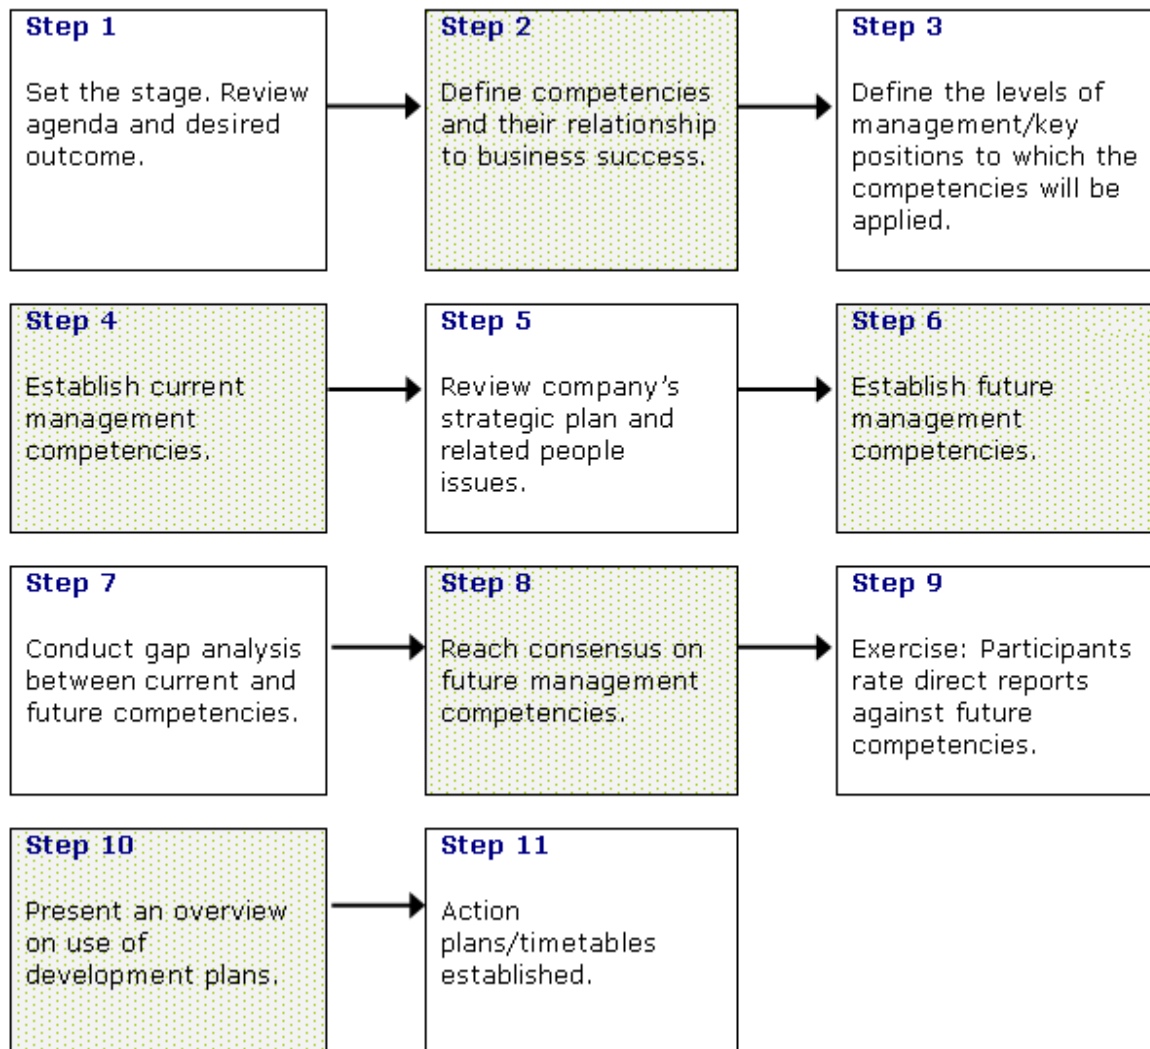 Step 1
Set the stage. Review
agenda and desired
outcome.
Step 2
Define competencies
and their relationship
to business success.
Step 3
Define the levels of
management/key
positions to which the
competencies will be
applied.
Step 4
Establish current
management
competencies.
Step 5
Review company's
strategic plan and
related people
issues.
Step 6
Establish future
management
competencies.
Step 7
Conduct gap analysis
between current and
future competencies.
Step 8
Reach consensus on
future management
competencies.
Step 9
Exercise: Participants
rate direct reports
against future
competencies.
Step 10
Present an overview
on use of
development plans.
Step 11
Action
plans/timetables
established.